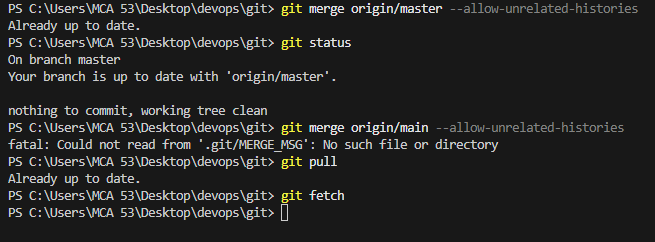 PS C:\Users\MCA 53\Desktop\devops\git> git merge origin/master --allow-unrelated-histories
Already up to date.
PS C:\Users\MCA 53\Desktop\devops\git> git status
On branch master
Your branch is up to date with 'origin/master'.
nothing to commit, working tree clean
PS C:\Users\MCA 53\Desktop\devops\git> git merge origin/main --allow-unrelated-histories
fatal: Could not read from '.git/MERGE_MSG': No such file or directory
PS C:\Users\MCA 53\Desktop\devops\git> git pull
Already up to date.
PS C:\Users\MCA 53\Desktop\devops\git> git fetch
PS C:\Users\MCA 53\Desktop\devops\git>